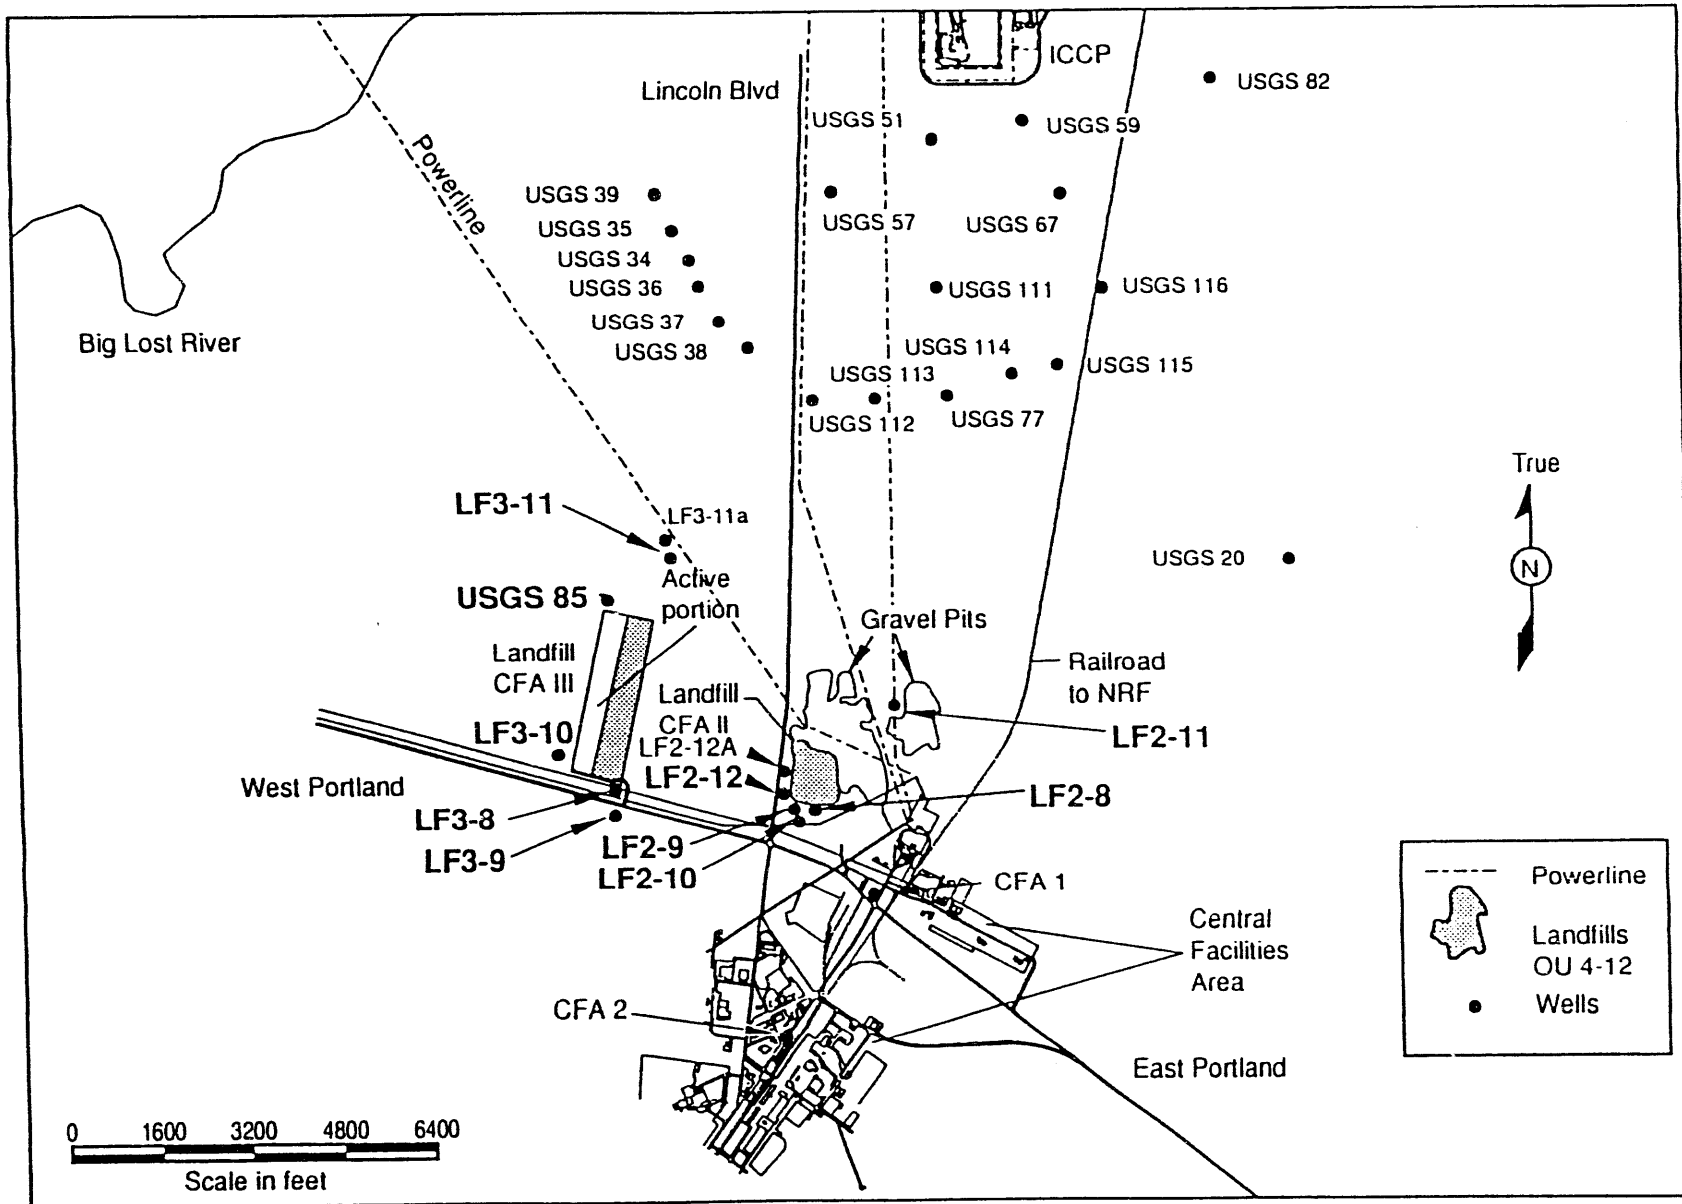 ICCP
USGS 82
Lincoln Blvd
USGS 51
USGS 59
Powerline
USGS 39
USGS 57
USGS 67
USGS 35
USGS 34
USGS 36
USGS 111
USGS 116
USGS 37
Big Lost River
USGS 38
USGS 114
USGS 115
USGS 113
USGS 112
USGS 77
True
N
LF3-11
LF3-11a
USGS 20
Active
portion
USGS 85
Gravel Pits
Landfill
CFA III
Railroad
to NRF
Landfill
CFA II
LF3-10
LF2-11
LF2-12A
LF2-12
West Portland
LF2-8
LF3-8
LF3-9
LF2-9
LF2-10
CFA 1
Central
Facilities
Area
CFA 2
East Portland
Powerline
Landfills
OU 4-12
Wells
0 1600 3200 4800 6400
Scale in feet